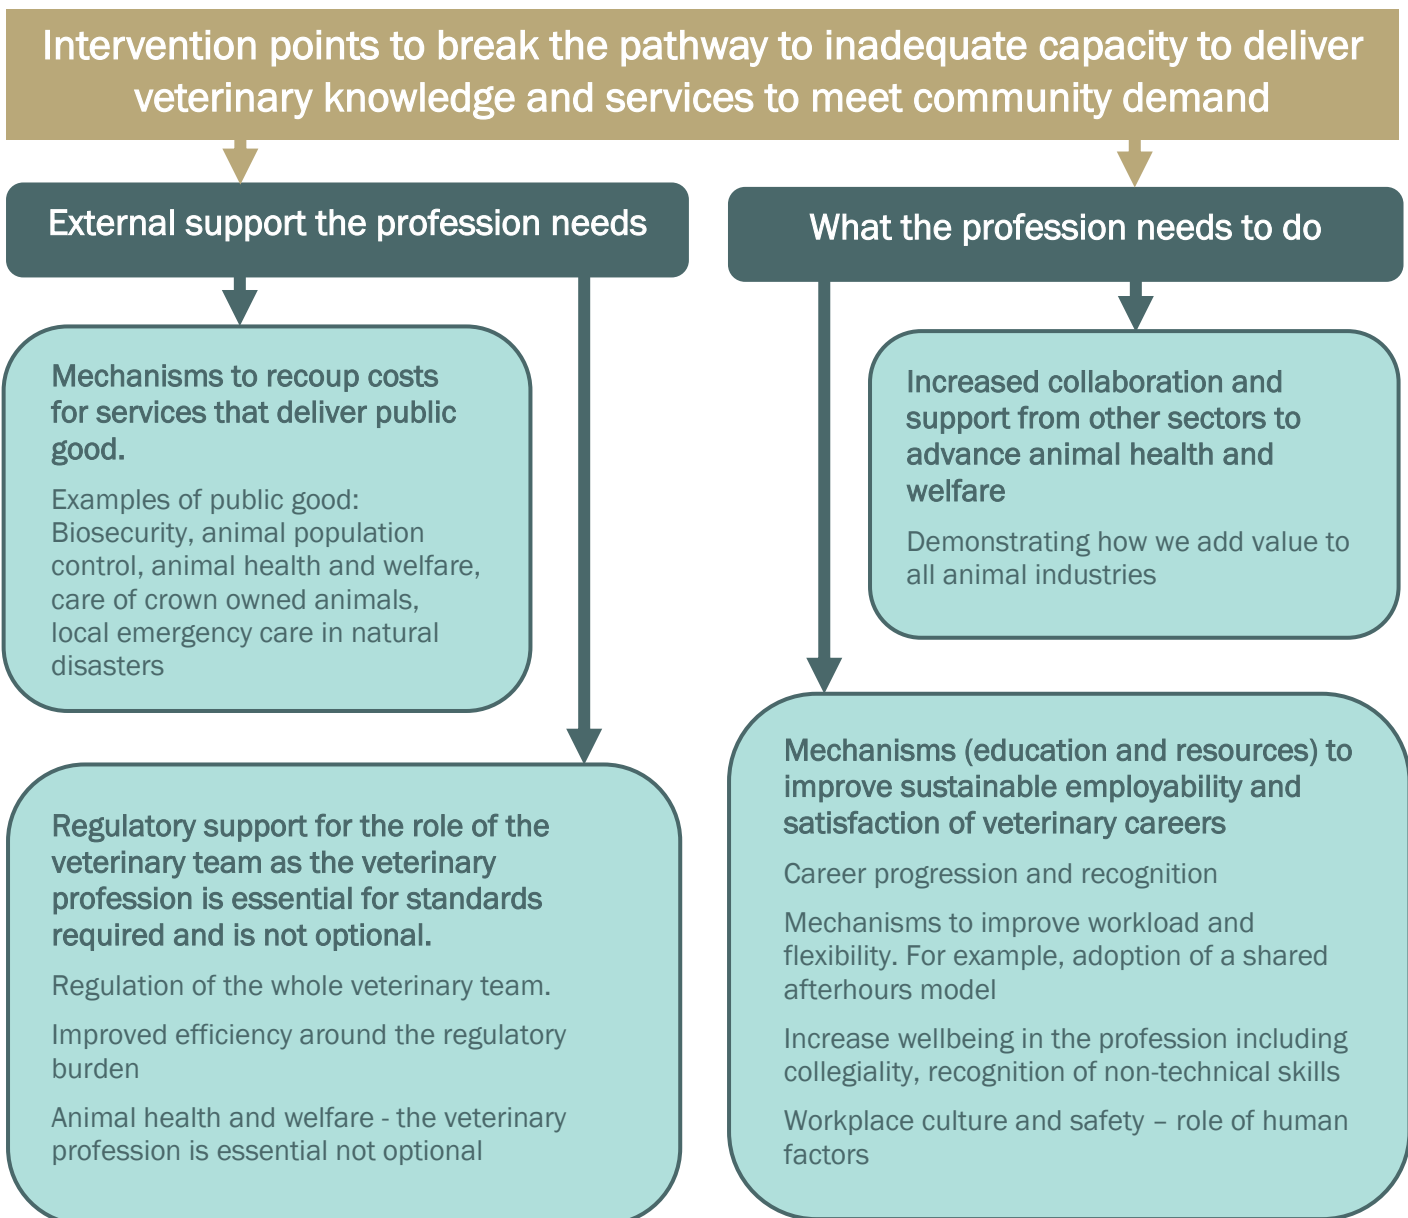 Intervention points to break the pathway to inadequate capacity to deliver
veterinary knowledge and services to meet community demand
External support the profession needs
Mechanisms to recoup costs
for services that deliver public
good.
Examples of public good:
Biosecurity, animal population
control, animal health and welfare,
care of crown owned animals,
local emergency care in natural
disasters
Regulatory support for the role of the
veterinary team as the veterinary
profession is essential for standards
required and is not optional.
Regulation of the whole veterinary team.
Improved efficiency around the regulatory
burden
Animal health and welfare - the veterinary
profession is essential not optional
What the profession needs to do
Increased collaboration and
support from other sectors to
advance animal health and
welfare
Demonstrating how we add value to
all animal industries
Mechanisms (education and resources) to
improve sustainable employability and
satisfaction of veterinary careers
Career progression and recognition
Mechanisms to improve workload and
flexibility. For example, adoption of a shared
afterhours model
Increase wellbeing in the profession including
collegiality, recognition of non-technical skills
Workplace culture and safety – role of human
factors